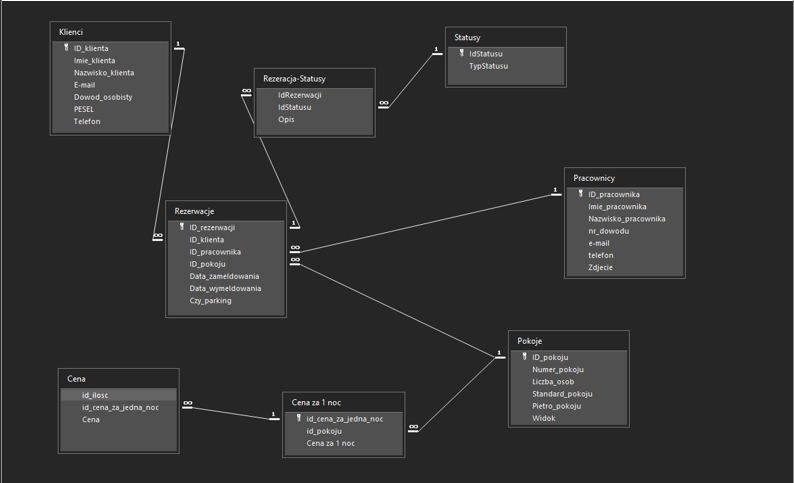 Klienci
ID_klienta
Imie_klienta
Nazwisko_klienta
E-mail
Dowod_osobisty
PESEL
Telefon
1
∞
Statusy
IdStatusu
TypStatusu
1
Rezeracja-Statusy
IdRezerwacji
IdStatusu
Opis
∞
∞
Pracownicy
ID_pracownika
Imie_pracownika
Nazwisko_pracownika
nr_dowodu
e-mail
telefon
Zdjecie
1
Rezerwacje
ID_rezerwacji
ID_klienta
ID_pracownika
ID_pokoju
Data_zameldowania
Data_wymeldowania
Czy_parking
1
∞
∞
Pokoje
ID_pokoju
Numer_pokoju
Liczba_osob
Standard_pokoju
Pietro_pokoju
Widok
1
Cena
id_ilosc
id_cena_za_jedna_noc
Cena
∞
Cena za 1 noc
id_cena_za_jedna_noc
id_pokoju
Cena za 1 noc
1
∞